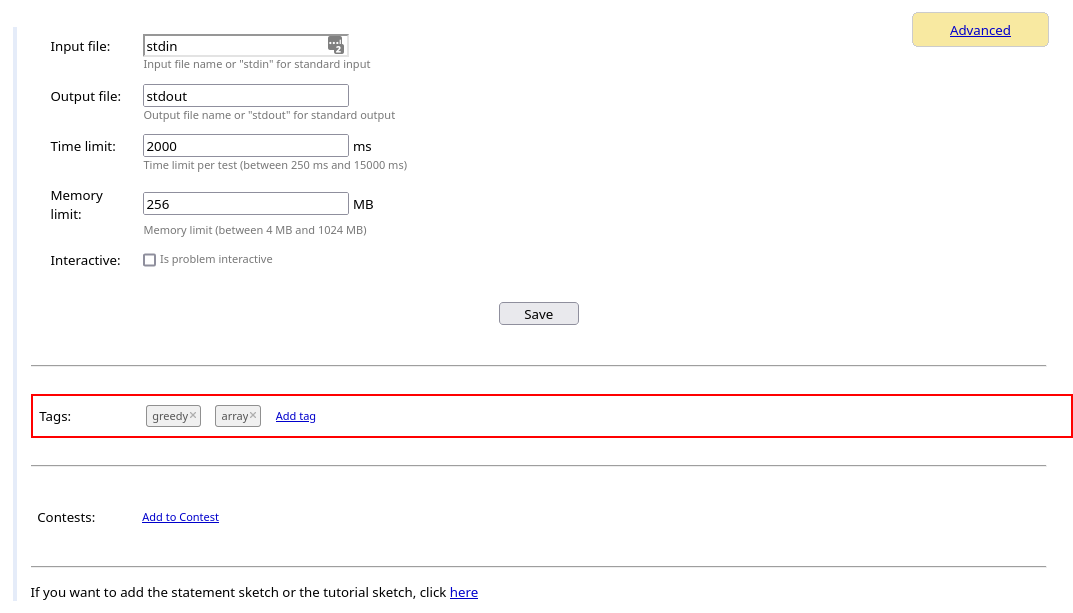 Advanced
Input file: stdin
Input file name or "stdin" for standard input
Output file: stdout
Output file name or "stdout" for standard output
Time limit: 2000 ms
Time limit per test (between 250 ms and 15000 ms)
Memory
limit: 256 MB
Memory limit (between 4 MB and 1024 MB)
Interactive: Is problem interactive
Save
Tags: greedy× array× Add tag
Contests: Add to Contest
If you want to add the statement sketch or the tutorial sketch, click here